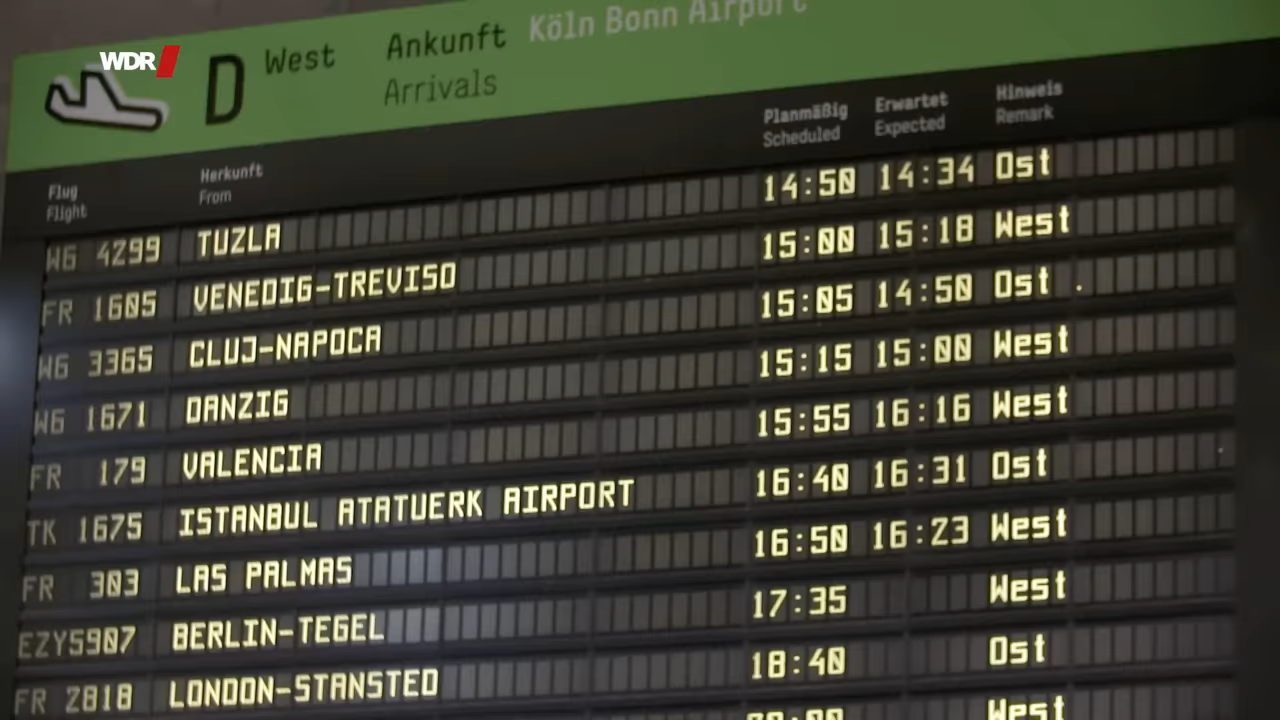 WDR
D West Ankunft Köln Bonn Airport
Arrivals
Flug Herkunft Planmäßig Erwartet Hinweis
Flight From Scheduled Expected Remark
W6 4299 TUZLA 14:50 14:34 Ost
FR 1605 VENEDIG-TREVISO 15:00 15:18 West
W6 3365 CLUJ-NAPOCA 15:05 14:50 Ost
W6 1671 DANZIG 15:15 15:00 West
FR 179 VALENCIA 15:55 16:16 West
TK 1675 ISTANBUL ATATUERK AIRPORT 16:40 16:31 Ost
FR 303 LAS PALMAS 16:50 16:23 West
EZY5907 BERLIN-TEGEL 17:35 West
FR 2818 LONDON-STANSTED 18:40 Ost
West